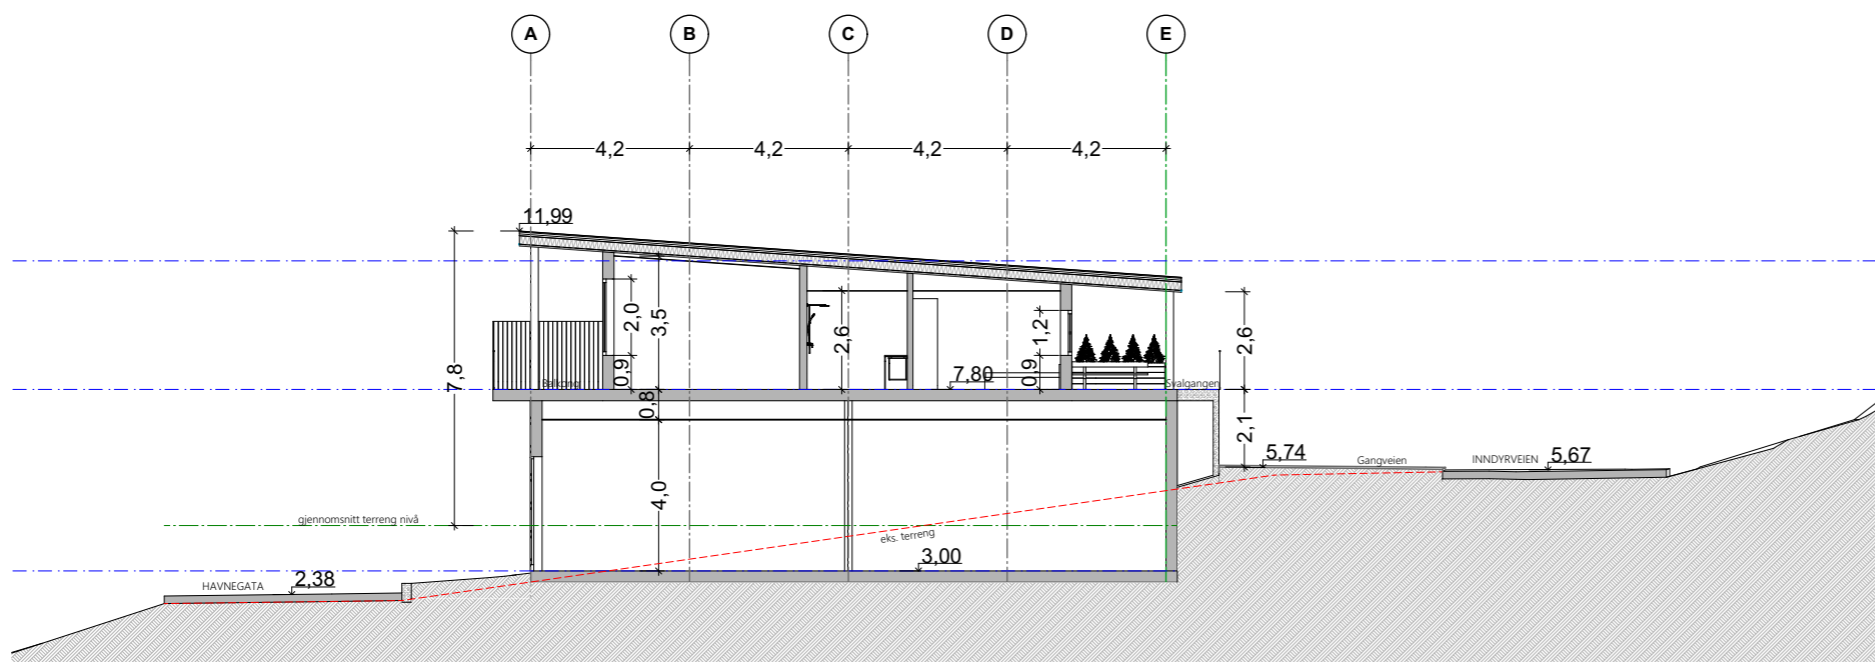 A B C D E
4,2 4,2 4,2 4,2
11,99
2,0
3,5
2,6
1,2
2,6
7,8
0,9
0,9
7,80
Balkong
Svalgangen
0,8
2,1
5,74
Gangveien
INNDYRVEIEN
5,67
4,0
gjennomsnitt terreng nivå
eks. terreng
3,00
HAVNEGATA
2,38